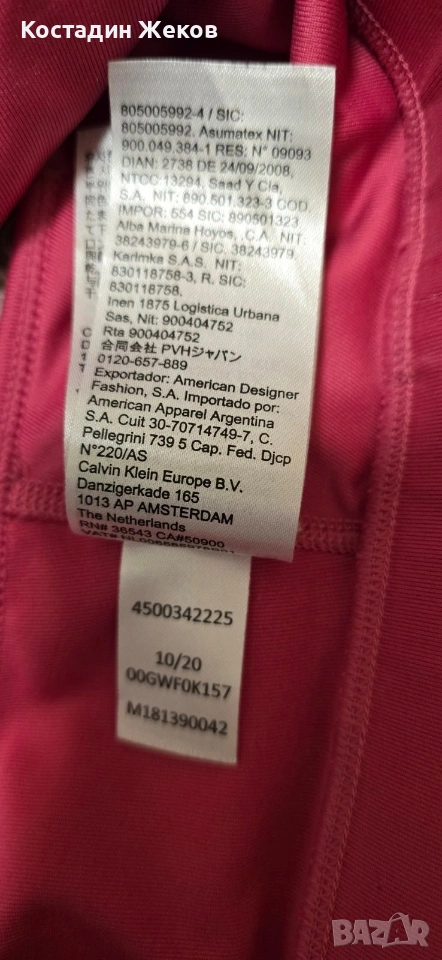 Костадин Жеков
805005992-4 / SIC:
805005992. Asumatex NIT:
900.049.384-1 RES: N° 09093
DIAN: 2738 DE 24/09/2008,
NTCC-13294, Saad Y Cia,
S.A. NIT: 890.501.323-3 COD
IMPOR: 554 SIC: 890501323
Alba Marina Hoyos, .C.A. NIT:
38243979-6 / SIC: 38243979
Karimka S.A.S. NIT:
830118758-3, R. SIC:
830118758.
Inen 1875 Logistica Urbana
Sas, Nit: 900404752
Rta 900404752
合同会社 PVHジャパン
0120-657-889
Exportador: American Designer
Fashion, S.A. Importado por:
American Apparel Argentina
S.A. Cuit 30-70714749-7, C.
Pellegrini 739 5 Cap. Fed. Djcp
N°220/AS
Calvin Klein Europe B.V.
Danzigerkade 165
1013 AP AMSTERDAM
The Netherlands
RN# 36543 CA#50900
4500342225
10/20
00GWF0K157
M181390042
BAZAR